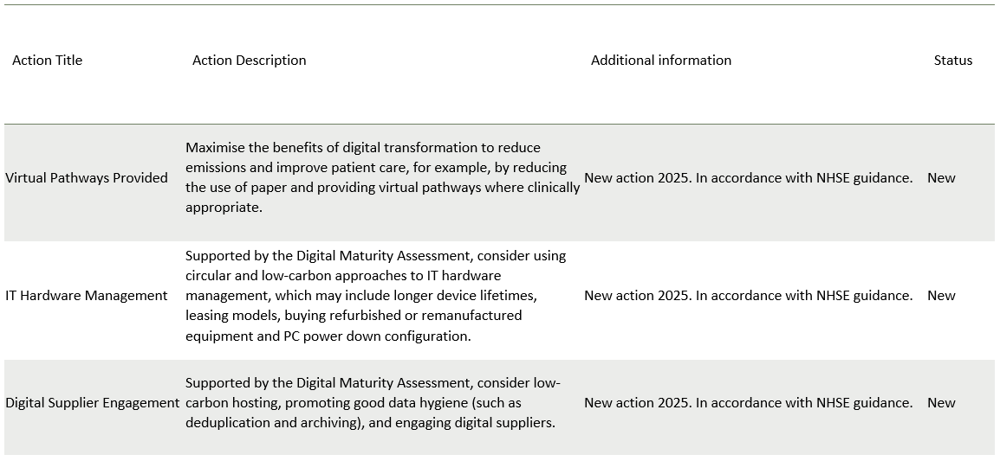 Action Title Action Description Additional information Status
Maximise the benefits of digital transformation to reduce
emissions and improve patient care, for example, by reducing
Virtual Pathways Provided the use of paper and providing virtual pathways where clinically New action 2025. In accordance with NHSE guidance. New
appropriate.
Supported by the Digital Maturity Assessment, consider using
circular and low-carbon approaches to IT hardware
IT Hardware Management management, which may include longer device lifetimes, New action 2025. In accordance with NHSE guidance. New
leasing models, buying refurbished or remanufactured
equipment and PC power down configuration.
Supported by the Digital Maturity Assessment, consider low-
Digital Supplier Engagement carbon hosting, promoting good data hygiene (such as New action 2025. In accordance with NHSE guidance. New
deduplication and archiving), and engaging digital suppliers.